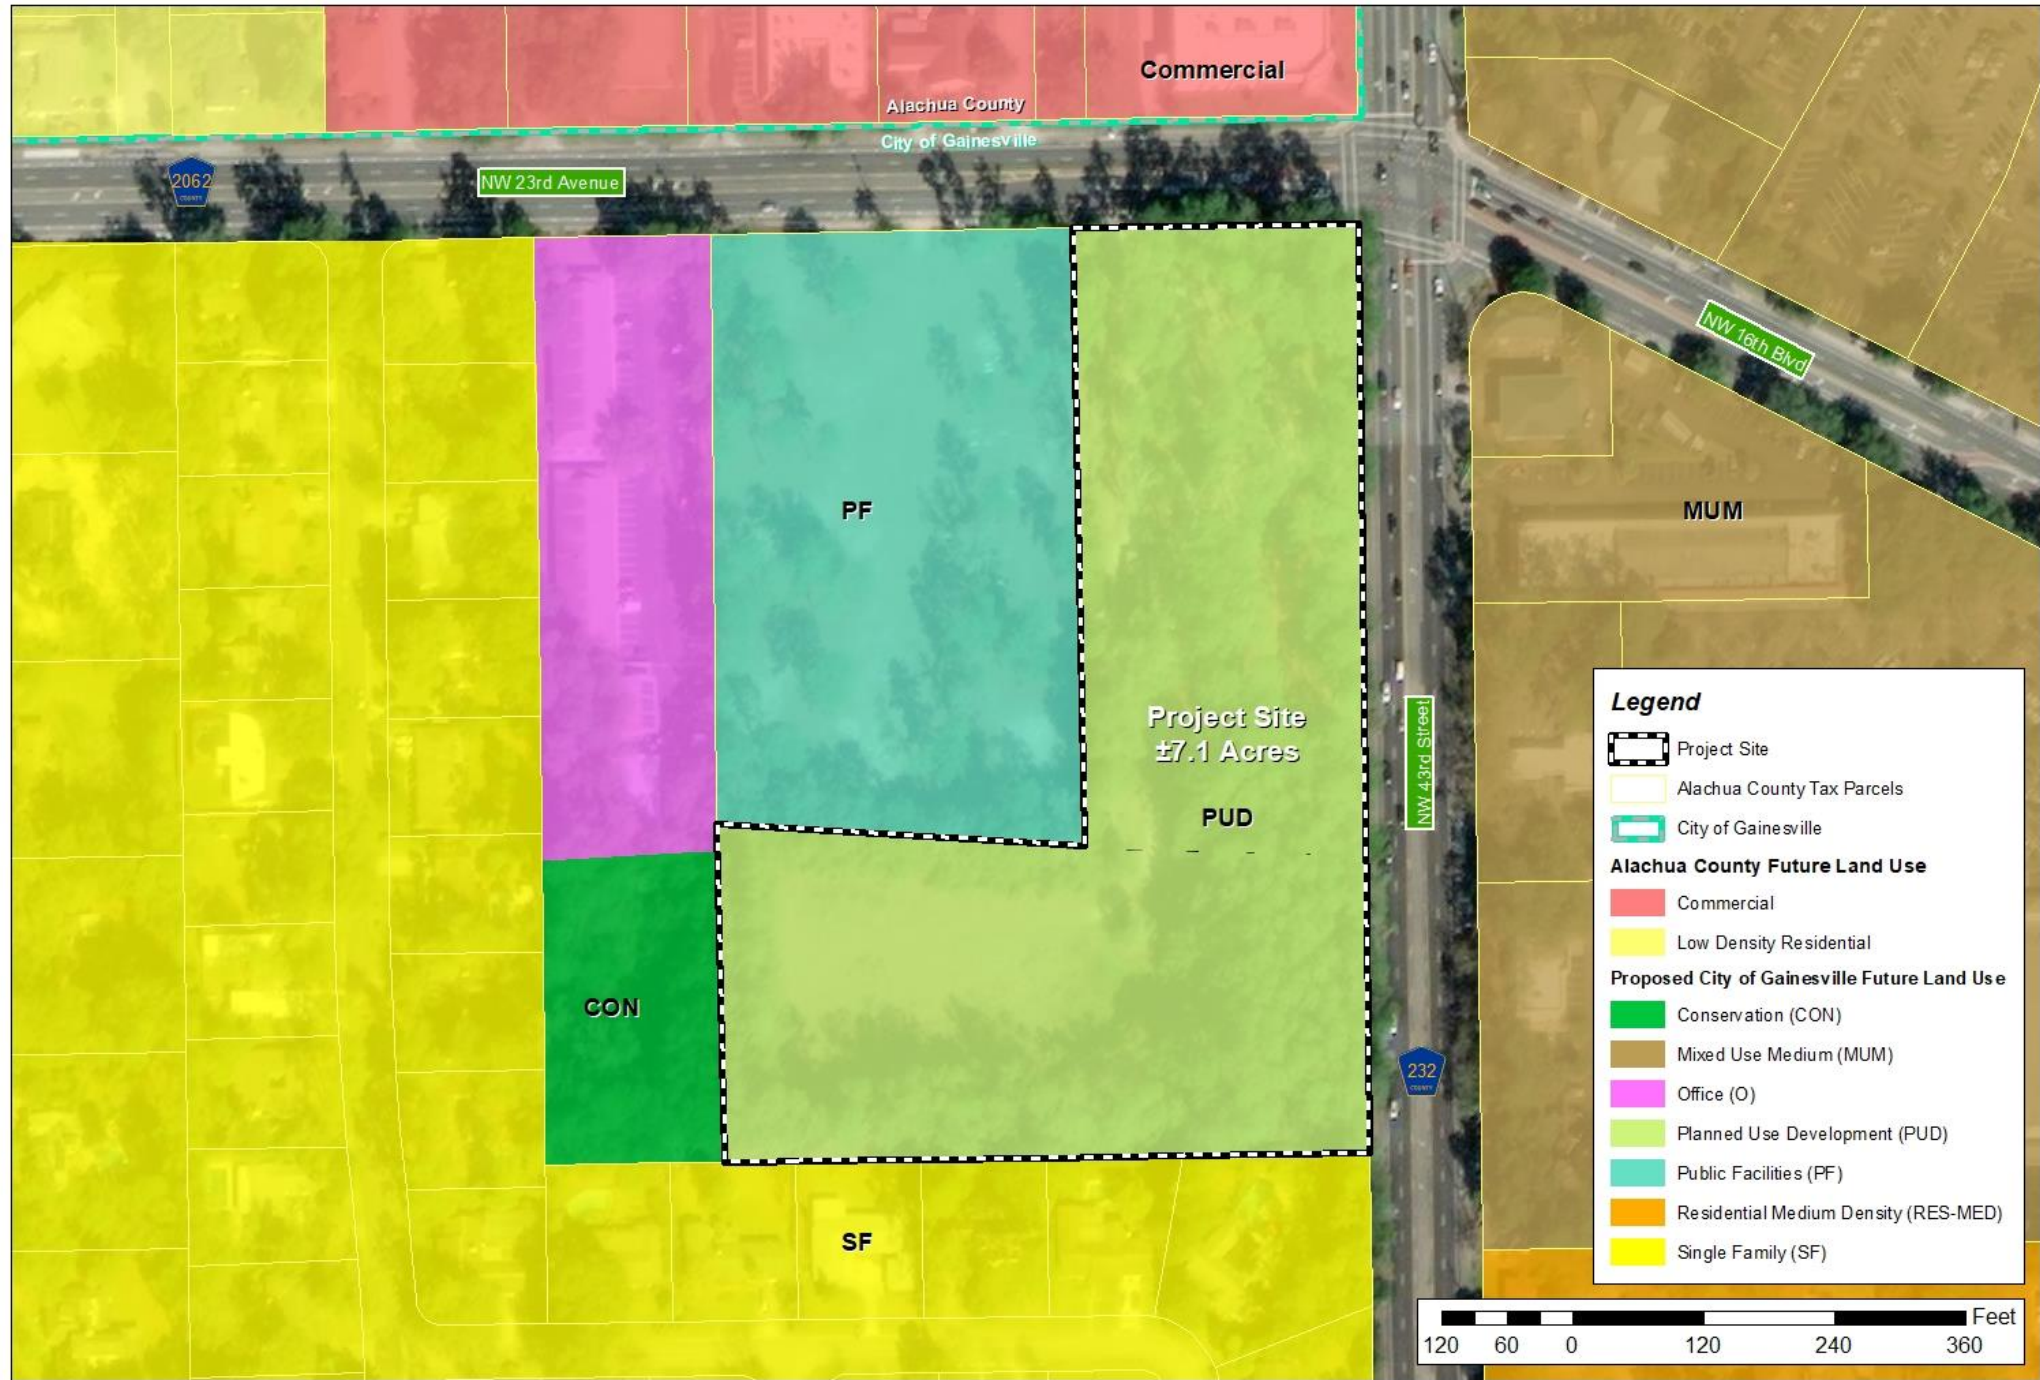 Commercial
Alachua County
City of Gainesville
2062
COUNTY
NW 23rd Avenue
NW 16th Blvd
PF
MUM
Project Site
±7.1 Acres
PUD
NW 43rd Street
CON
232
COUNTY
SF
Legend
Project Site
Alachua County Tax Parcels
City of Gainesville
Alachua County Future Land Use
Commercial
Low Density Residential
Proposed City of Gainesville Future Land Use
Conservation (CON)
Mixed Use Medium (MUM)
Office (O)
Planned Use Development (PUD)
Public Facilities (PF)
Residential Medium Density (RES-MED)
Single Family (SF)
Feet
120 60 0 120 240 360